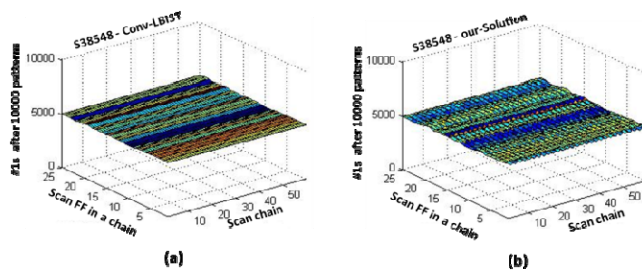 S38548 - Conv-LBIST
10000
5000
0
#1s after 10000 patterns
25
20
15
10
5
Scan FF in a chain
10
20
30
40
50
Scan chain
(a)
S38548 - our-Solution
10000
5000
0
#1s after 10000 patterns
25
20
15
10
5
Scan FF in a chain
10
20
30
40
50
Scan chain
(b)